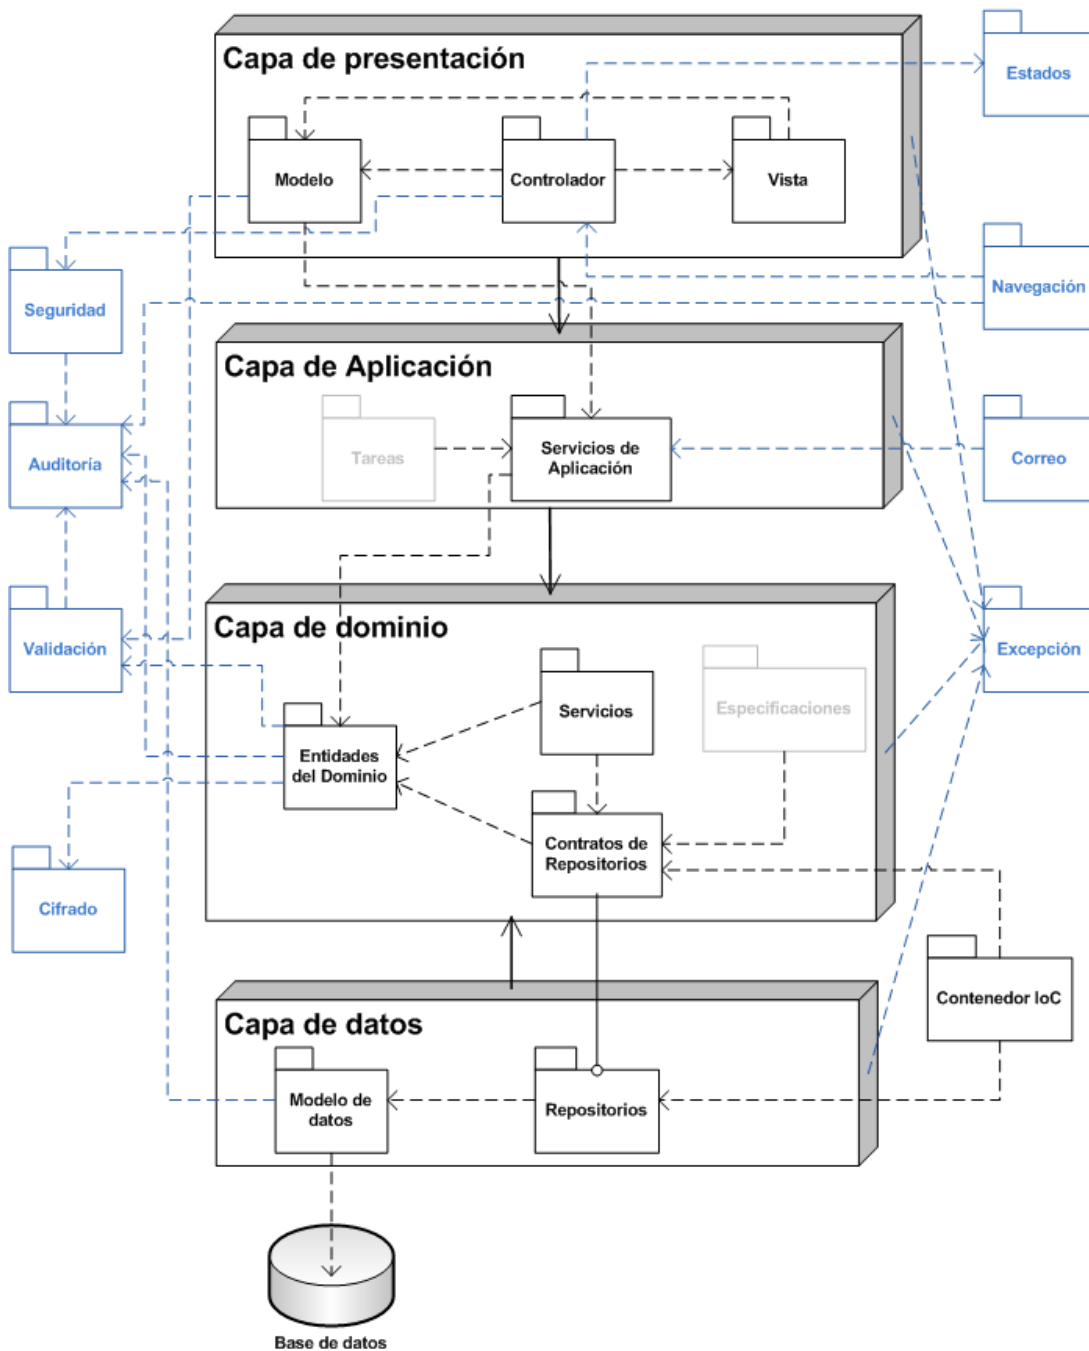 Capa de presentación
Estados
Modelo
Controlador
Vista
Seguridad
Navegación
Capa de Aplicación
Tareas
Servicios de
Aplicación
Auditoría
Correo
Capa de dominio
Validación
Excepción
Servicios
Especificaciones
Entidades
del Dominio
Contratos de
Repositorios
Cifrado
Contenedor IoC
Capa de datos
Modelo de
datos
Repositorios
Base de datos